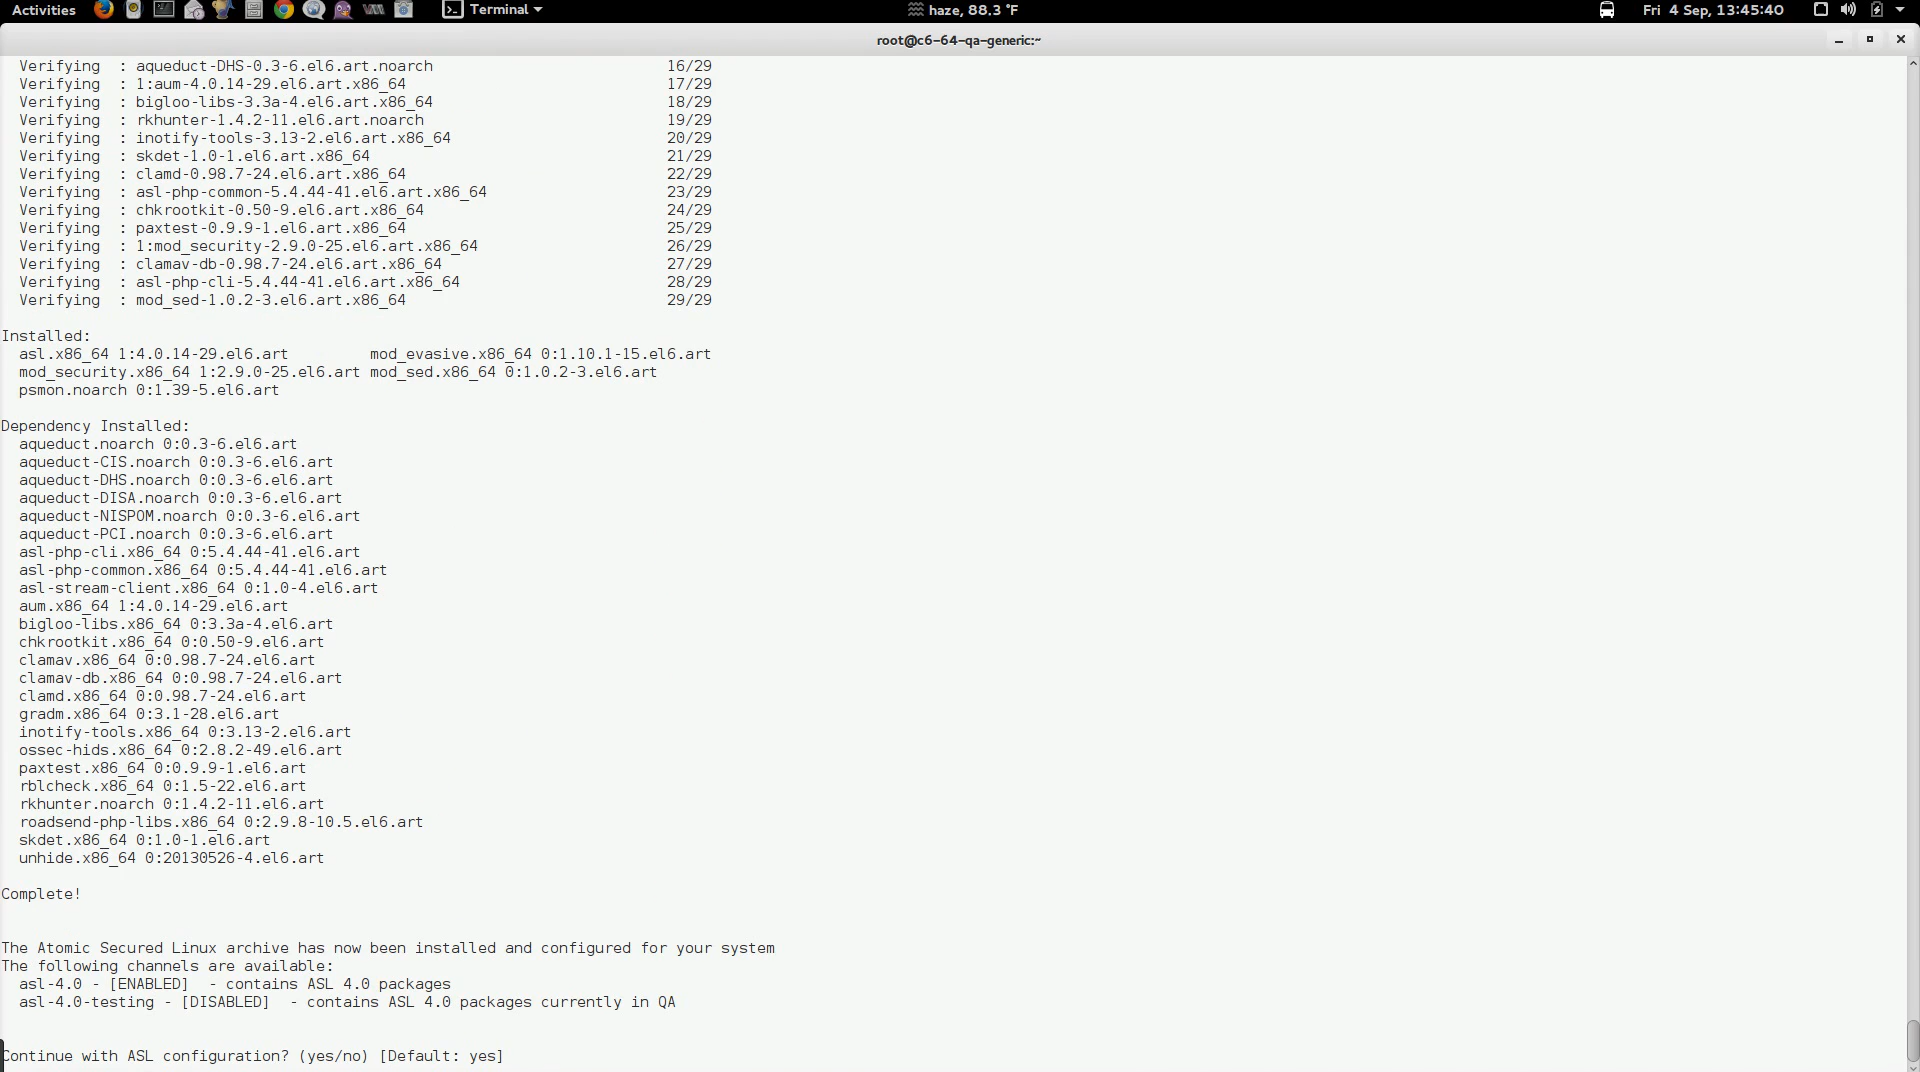 Activities
Terminal
haze, 88.3 °F
Fri 4 Sep, 13:45:40
root@c6-64-qa-generic:~
Verifying : aqueduct-DHS-0.3-6.el6.art.noarch 16/29
Verifying : 1:aum-4.0.14-29.el6.art.x86_64 17/29
Verifying : bigloo-libs-3.3a-4.el6.art.x86_64 18/29
Verifying : rkhunter-1.4.2-11.el6.art.noarch 19/29
Verifying : inotify-tools-3.13-2.el6.art.x86_64 20/29
Verifying : skdet-1.0-1.el6.art.x86_64 21/29
Verifying : clamd-0.98.7-24.el6.art.x86_64 22/29
Verifying : asl-php-common-5.4.44-41.el6.art.x86_64 23/29
Verifying : chkrootkit-0.50-9.el6.art.x86_64 24/29
Verifying : paxtest-0.9.9-1.el6.art.x86_64 25/29
Verifying : 1:mod_security-2.9.0-25.el6.art.x86_64 26/29
Verifying : clamav-db-0.98.7-24.el6.art.x86_64 27/29
Verifying : asl-php-cli-5.4.44-41.el6.art.x86_64 28/29
Verifying : mod_sed-1.0.2-3.el6.art.x86_64 29/29
Installed:
asl.x86_64 1:4.0.14-29.el6.art mod_evasive.x86_64 0:1.10.1-15.el6.art
mod_security.x86_64 1:2.9.0-25.el6.art mod_sed.x86_64 0:1.0.2-3.el6.art
psmon.noarch 0:1.39-5.el6.art
Dependency Installed:
aqueduct.noarch 0:0.3-6.el6.art
aqueduct-CIS.noarch 0:0.3-6.el6.art
aqueduct-DHS.noarch 0:0.3-6.el6.art
aqueduct-DISA.noarch 0:0.3-6.el6.art
aqueduct-NISPOM.noarch 0:0.3-6.el6.art
aqueduct-PCI.noarch 0:0.3-6.el6.art
asl-php-cli.x86_64 0:5.4.44-41.el6.art
asl-php-common.x86_64 0:5.4.44-41.el6.art
asl-stream-client.x86_64 0:1.0-4.el6.art
aum.x86_64 1:4.0.14-29.el6.art
bigloo-libs.x86_64 0:3.3a-4.el6.art
chkrootkit.x86_64 0:0.50-9.el6.art
clamav.x86_64 0:0.98.7-24.el6.art
clamav-db.x86_64 0:0.98.7-24.el6.art
clamd.x86_64 0:0.98.7-24.el6.art
gradm.x86_64 0:3.1-28.el6.art
inotify-tools.x86_64 0:3.13-2.el6.art
ossec-hids.x86_64 0:2.8.2-49.el6.art
paxtest.x86_64 0:0.9.9-1.el6.art
rblcheck.x86_64 0:1.5-22.el6.art
rkhunter.noarch 0:1.4.2-11.el6.art
roadsend-php-libs.x86_64 0:2.9.8-10.5.el6.art
skdet.x86_64 0:1.0-1.el6.art
unhide.x86_64 0:20130526-4.el6.art
Complete!
The Atomic Secured Linux archive has now been installed and configured for your system
The following channels are available:
asl-4.0 - [ENABLED] - contains ASL 4.0 packages
asl-4.0-testing - [DISABLED] - contains ASL 4.0 packages currently in QA
Continue with ASL configuration? (yes/no) [Default: yes]